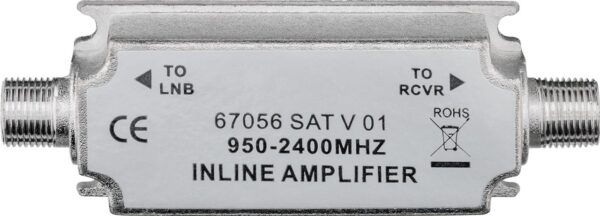 TO
LNB
TO
RCVR
CE
67056 SAT V 01
ROHS
950-2400MHZ
INLINE AMPLIFIER